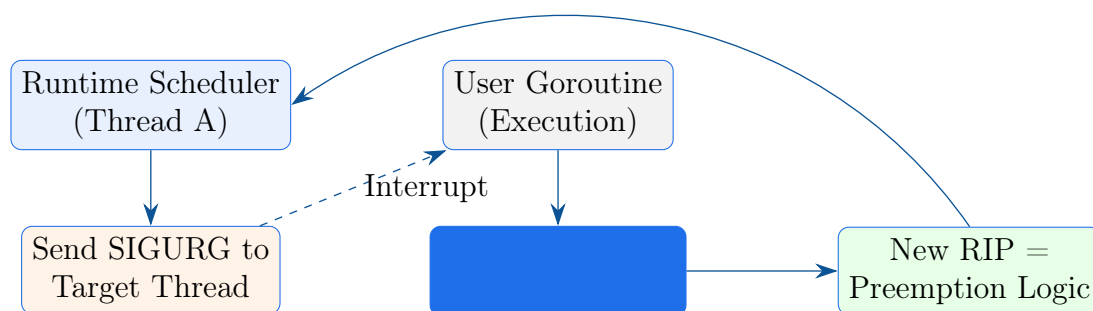 Runtime Scheduler
(Thread A)
User Goroutine
(Execution)
Interrupt
Send SIGURG to
Target Thread
New RIP =
Preemption Logic